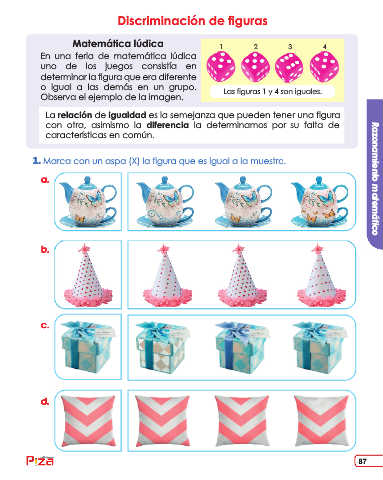 Discriminación de figuras
Matemática lúdica
En una feria de matemática lúdica
uno de los juegos consistía en
determinar la figura que era diferente
o igual a las demás en un grupo.
Observa el ejemplo de la imagen.
1 2 3 4
Las figuras 1 y 4 son iguales.
La relación de igualdad es la semejanza que pueden tener una figura
con otra, asimismo la diferencia la determinamos por su falta de
características en común.
Razonamiento matemático
1. Marca con un aspa (X) la figura que es igual a la muestra.
a.
b.
c.
d.
Piza
87